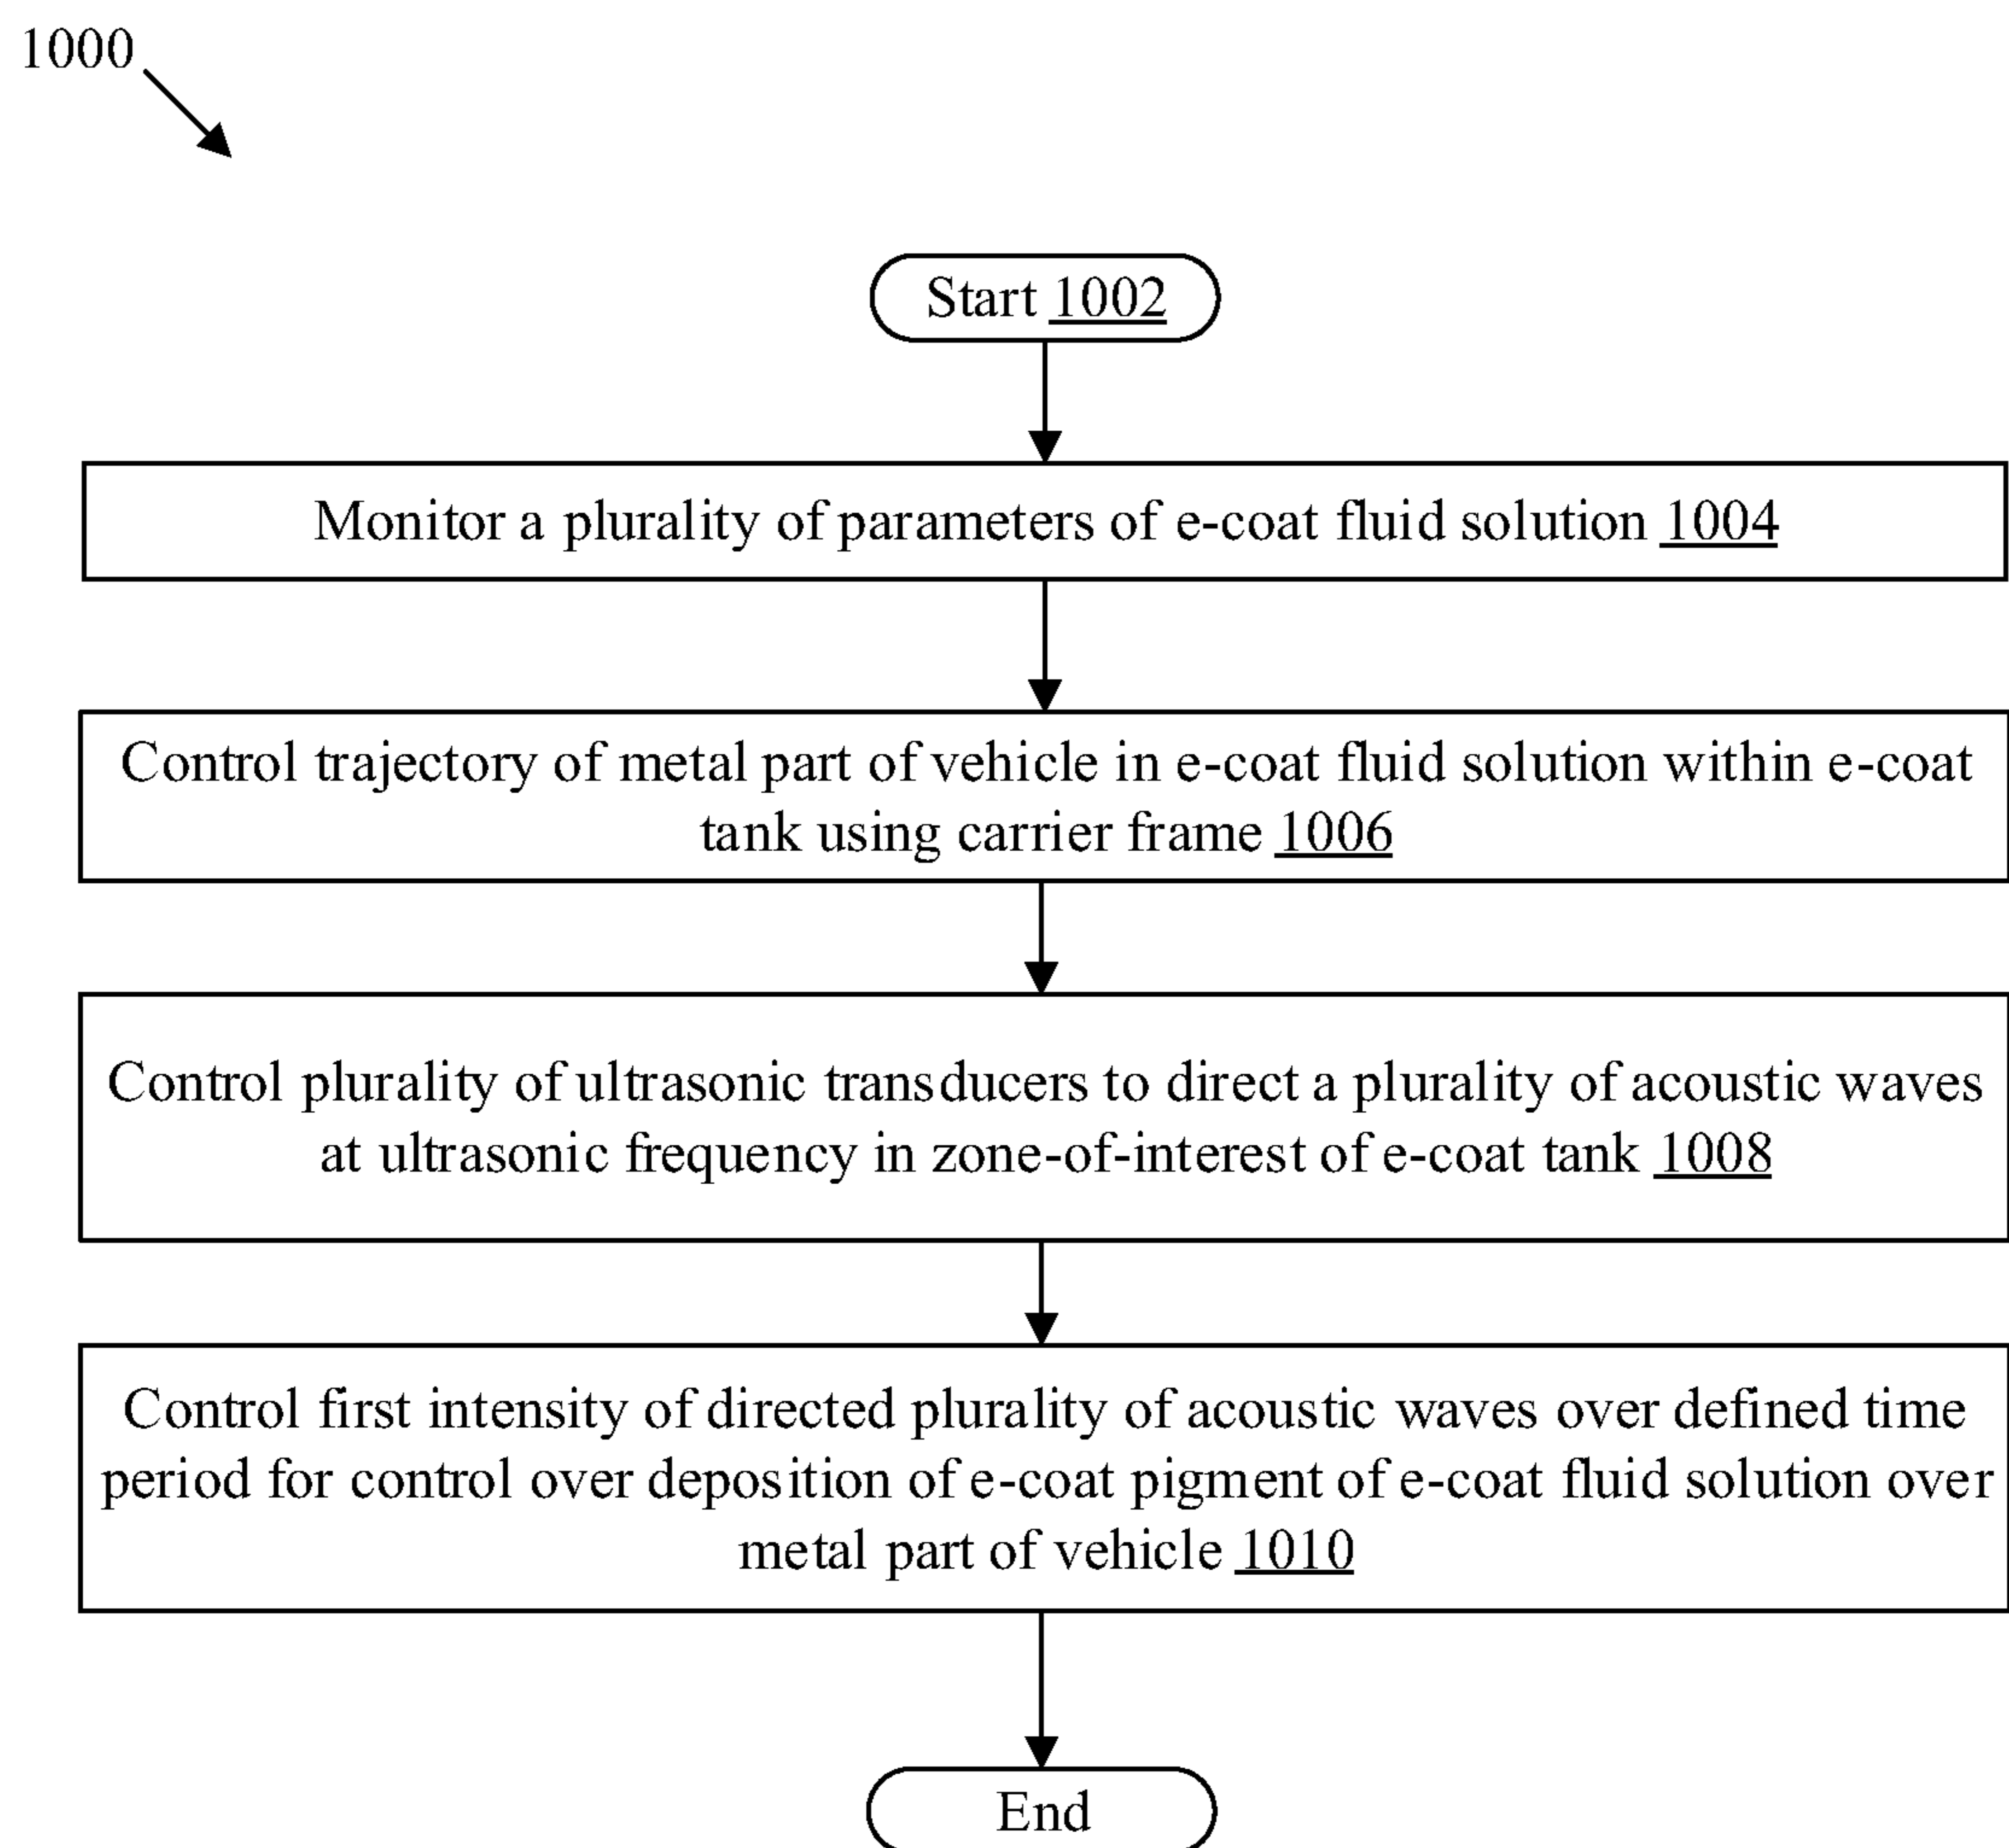 1000
Start 1002
Monitor a plurality of parameters of e-coat fluid solution 1004
Control trajectory of metal part of vehicle in e-coat fluid solution within e-coat
tank using carrier frame 1006
Control plurality of ultrasonic transducers to direct a plurality of acoustic waves
at ultrasonic frequency in zone-of-interest of e-coat tank 1008
Control first intensity of directed plurality of acoustic waves over defined time
period for control over deposition of e-coat pigment of e-coat fluid solution over
metal part of vehicle 1010
End